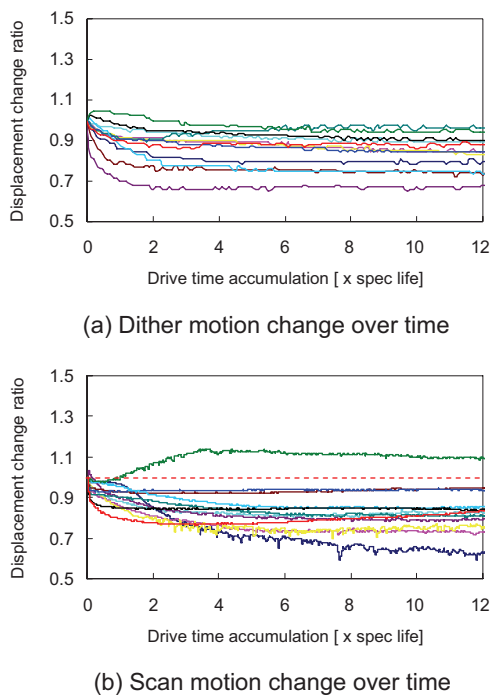 1.5
1.3
1.1
0.9
0.7
0.5
Displacement change ratio
0 2 4 6 8 10 12
Drive time accumulation [ x spec life]
(a) Dither motion change over time
1.5
1.3
1.1
0.9
0.7
0.5
Displacement change ratio
0 2 4 6 8 10 12
Drive time accumulation [ x spec life]
(b) Scan motion change over time